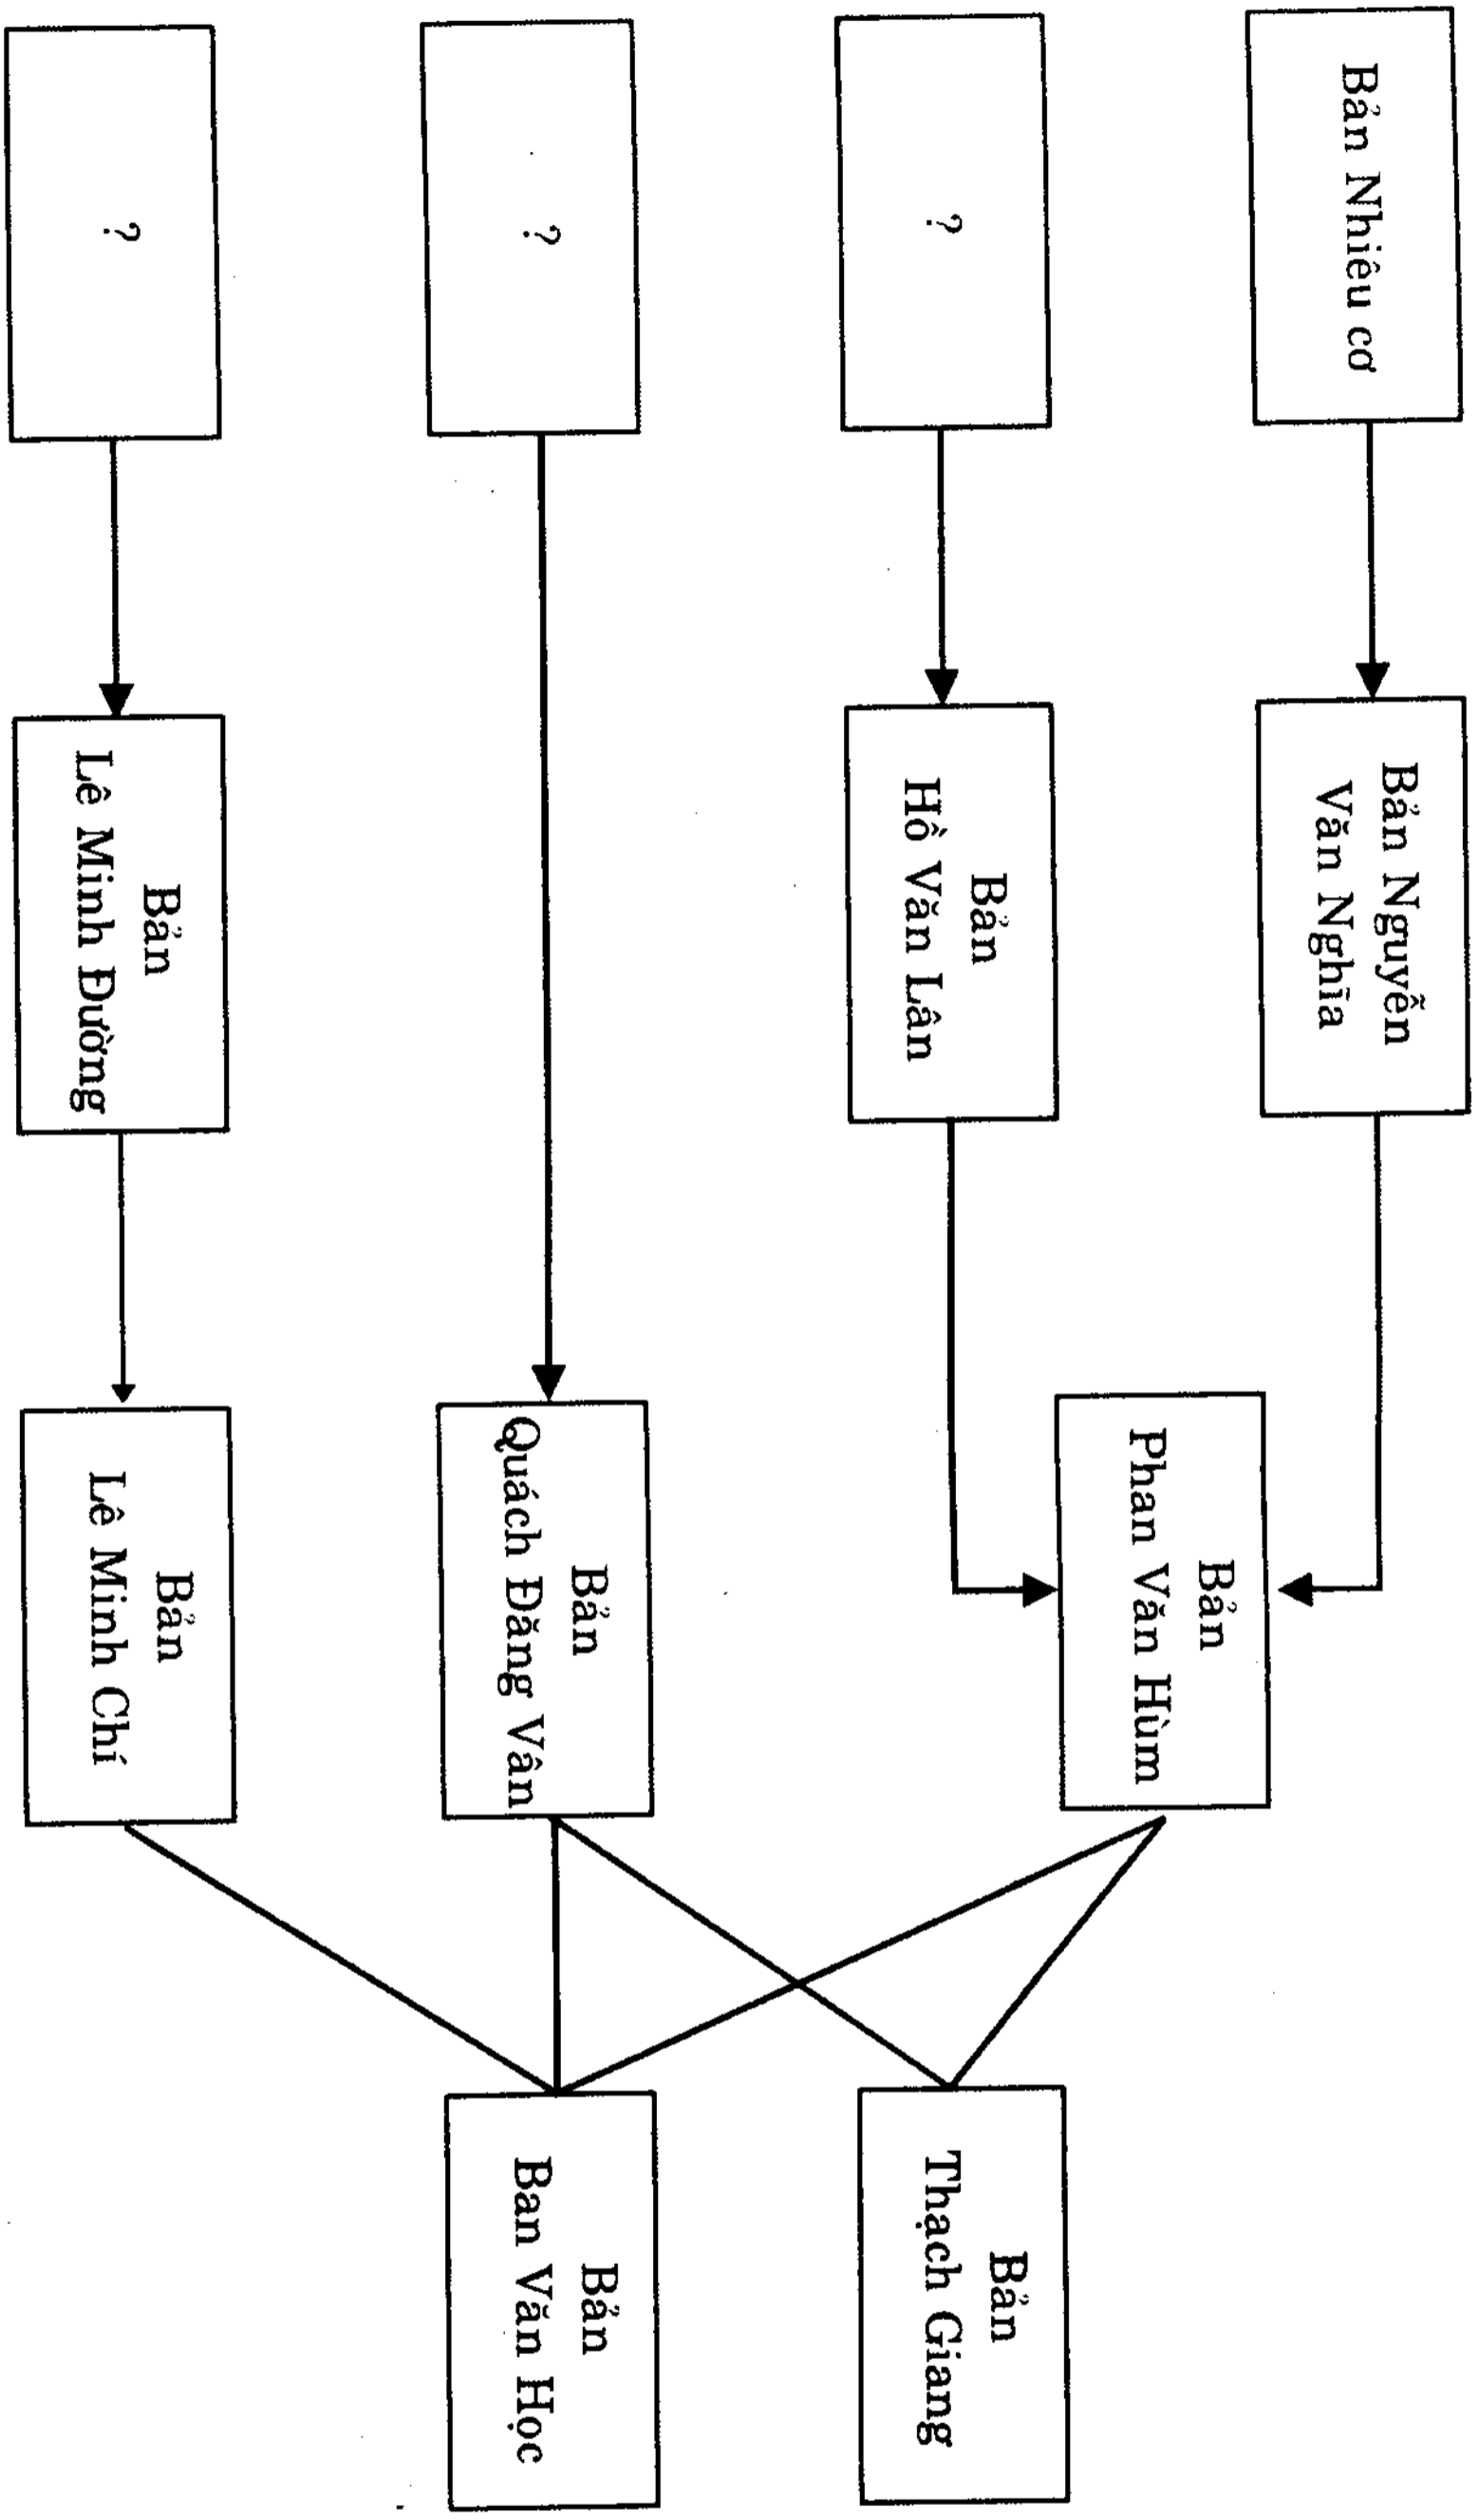 Bản Nhiêu cơ
Bản Nguyễn
Văn Nghĩa
Bản
Phan Văn Hùm
?
Bản
Hồ Văn Lân
Bản
Thạch Giang
?
Bản
Quách Đăng Vân
Bản
Ban Văn Học
?
Bản
Lê Minh Đường
Bản
Lê Minh Chí